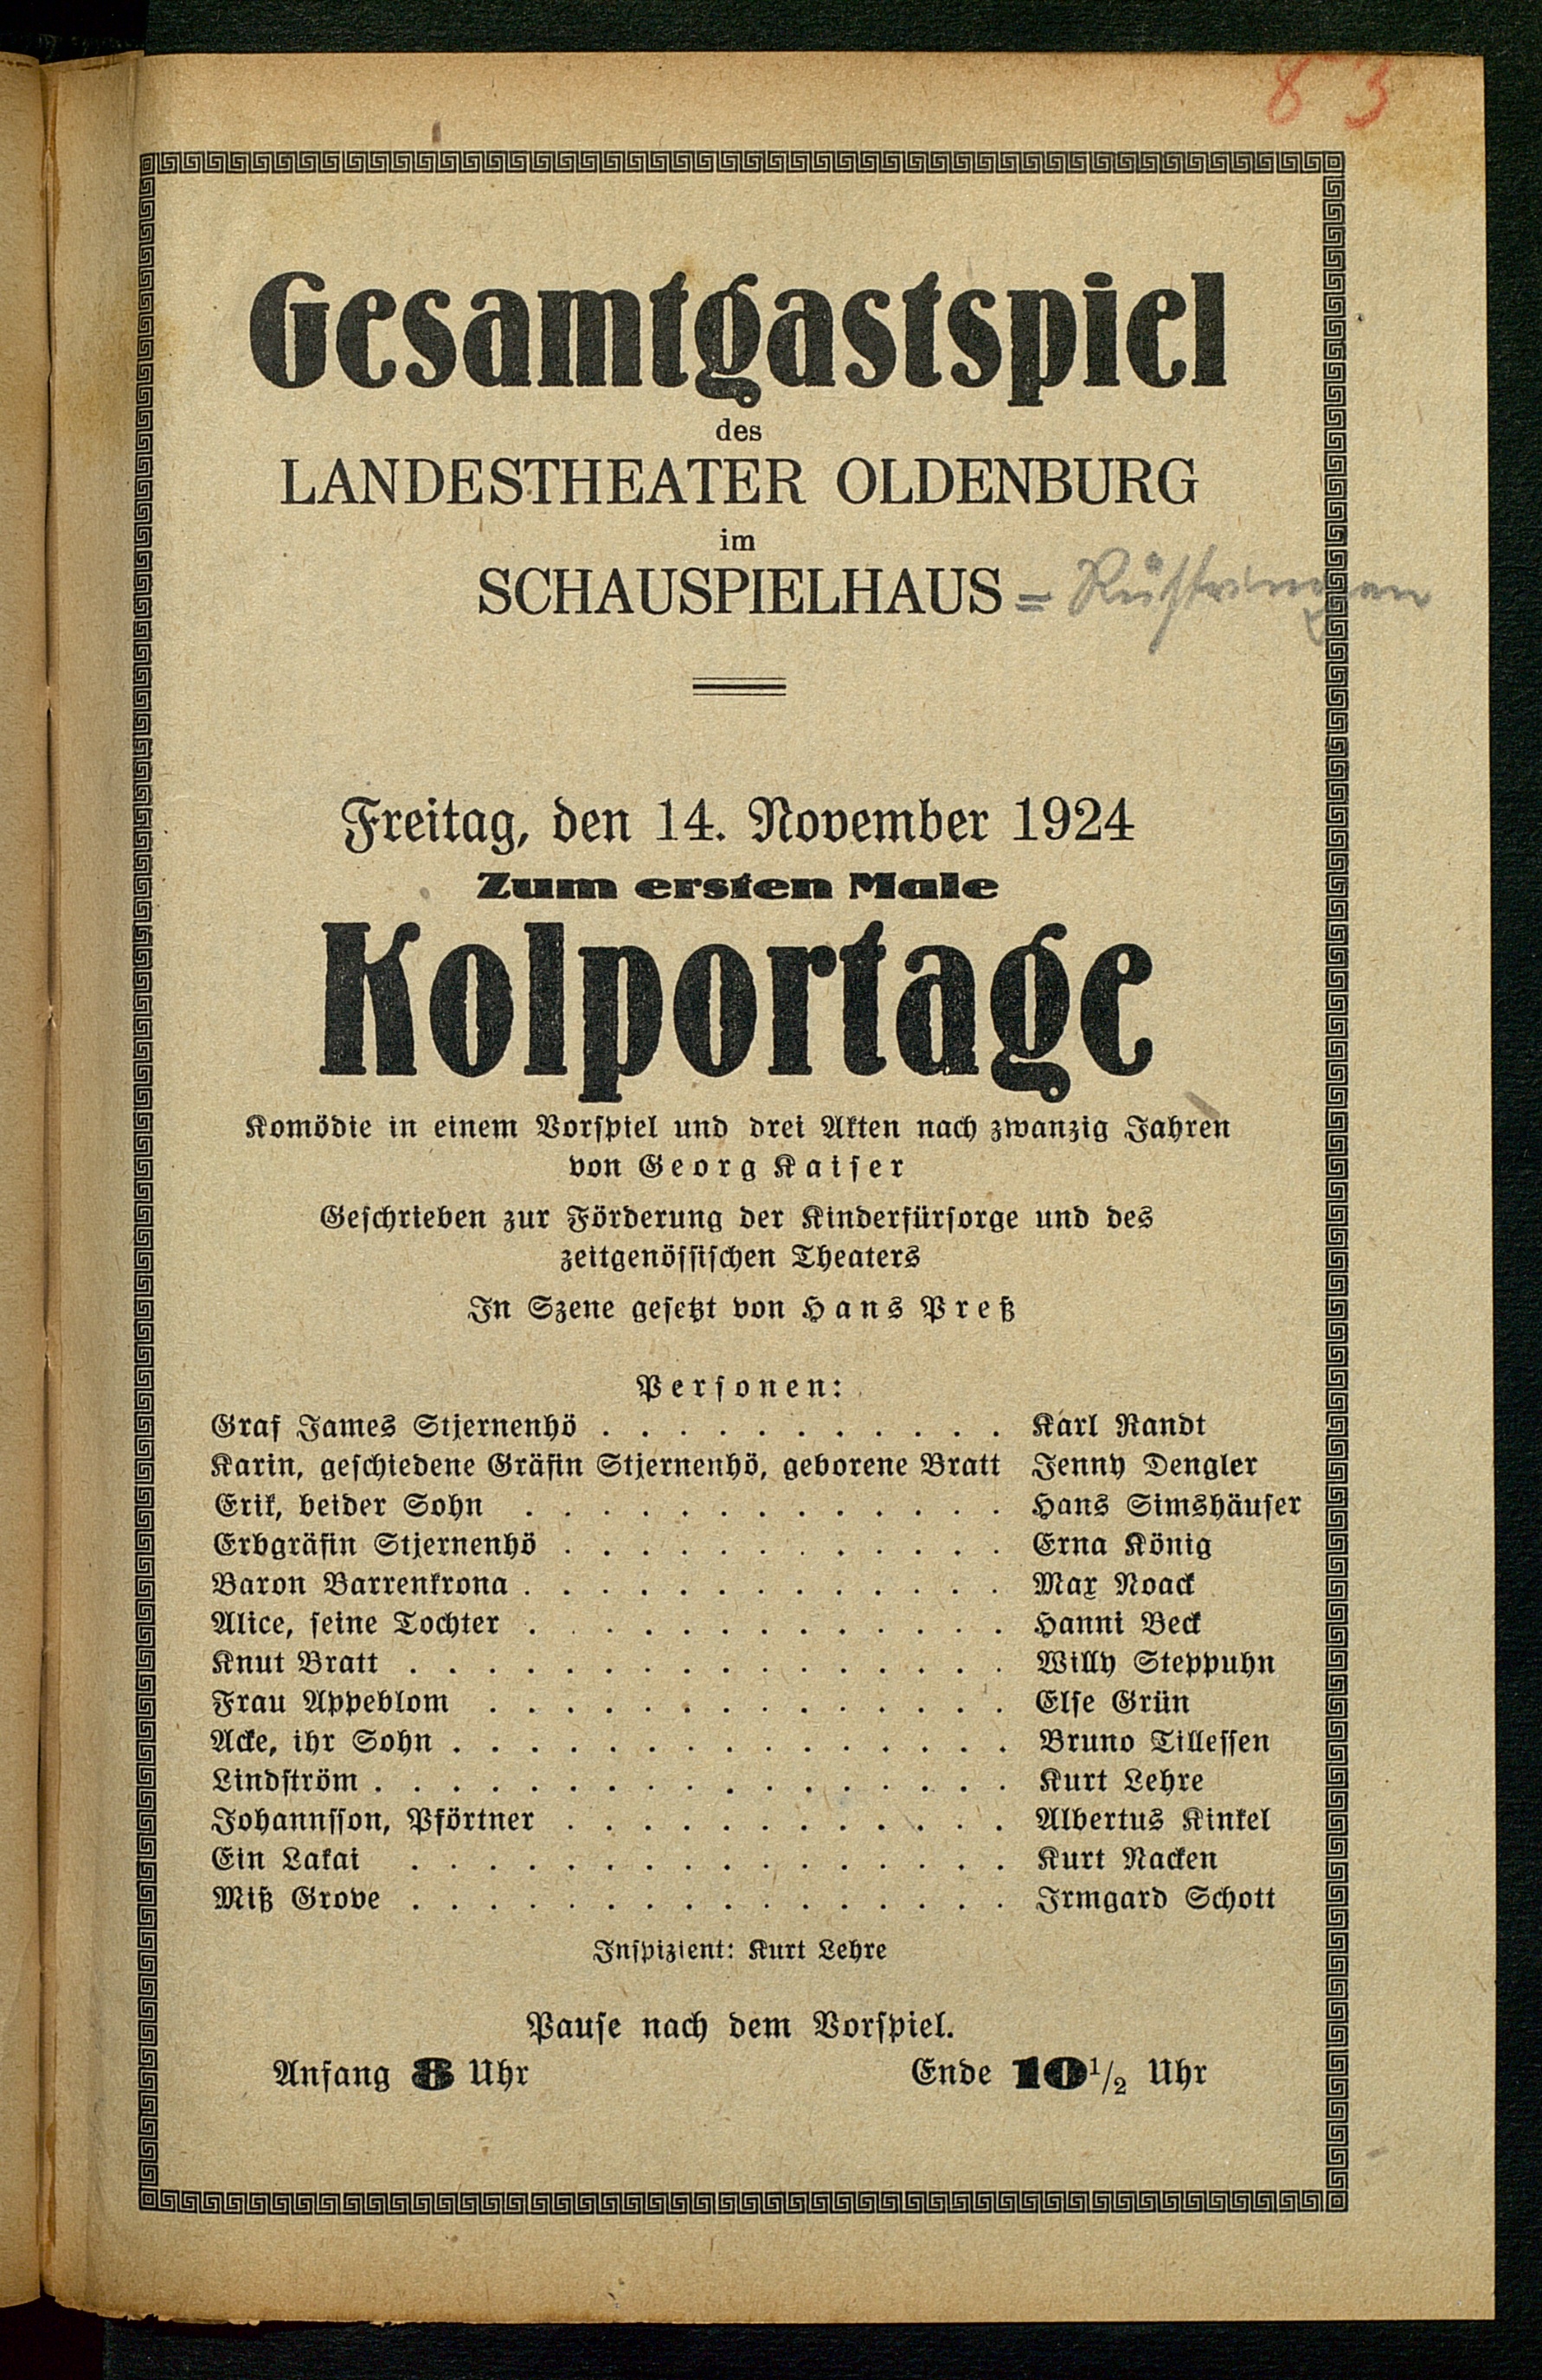 83
Gesamtgastspiel
des
LANDESTHEATER OLDENBURG
im
SCHAUSPIELHAUS = Rüstringen
Freitag, den 14. November 1924
Zum ersten Male
Kolportage
Komödie in einem Vorspiel und drei Akten nach zwanzig Jahren
von Georg Kaiser
Geschrieben zur Förderung der Kinderfürsorge und des
zeitgenössischen Theaters
In Szene gesetzt von Hans Preß
Personen:
Graf James Stjernenhö . . . . . . . . . . . Karl Randt
Karin, geschiedene Gräfin Stjernenhö, geborene Bratt Jenny Dengler
Erik, beider Sohn . . . . . . . . . . . . . Hans Simshäuser
Erbgräfin Stjernenhö . . . . . . . . . . . . Erna König
Baron Barrenkrona . . . . . . . . . . . . . Max Noack
Alice, seine Tochter . . . . . . . . . . . . . Hanni Beck
Knut Bratt . . . . . . . . . . . . . . . . Willy Steppuhn
Frau Appeblom . . . . . . . . . . . . . . Else Grün
Acke, ihr Sohn . . . . . . . . . . . . . . . Bruno Tillessen
Lindström . . . . . . . . . . . . . . . . . Kurt Lehre
Johannsson, Pförtner . . . . . . . . . . . . Albertus Kinkel
Ein Lakai . . . . . . . . . . . . . . . . Kurt Nacken
Miß Grove . . . . . . . . . . . . . . . . Irmgard Schott
Inspizient: Kurt Lehre
Pause nach dem Vorspiel.
Anfang 8 Uhr Ende 10 1/2 Uhr